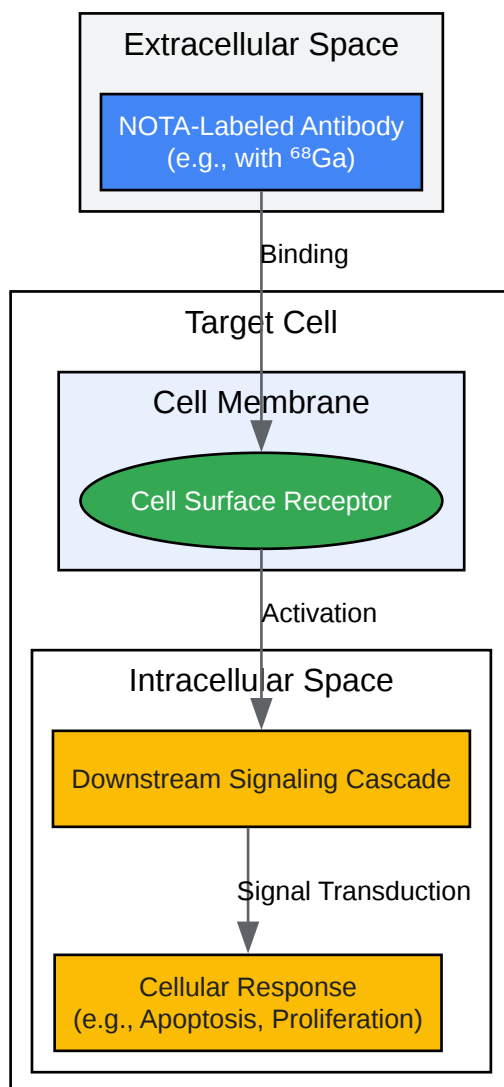 Extracellular Space
NOTA-Labeled Antibody
(e.g., with ⁶⁸Ga)
Binding
Target Cell
Cell Membrane
Cell Surface Receptor
Activation
Intracellular Space
Downstream Signaling Cascade
Signal Transduction
Cellular Response
(e.g., Apoptosis, Proliferation)